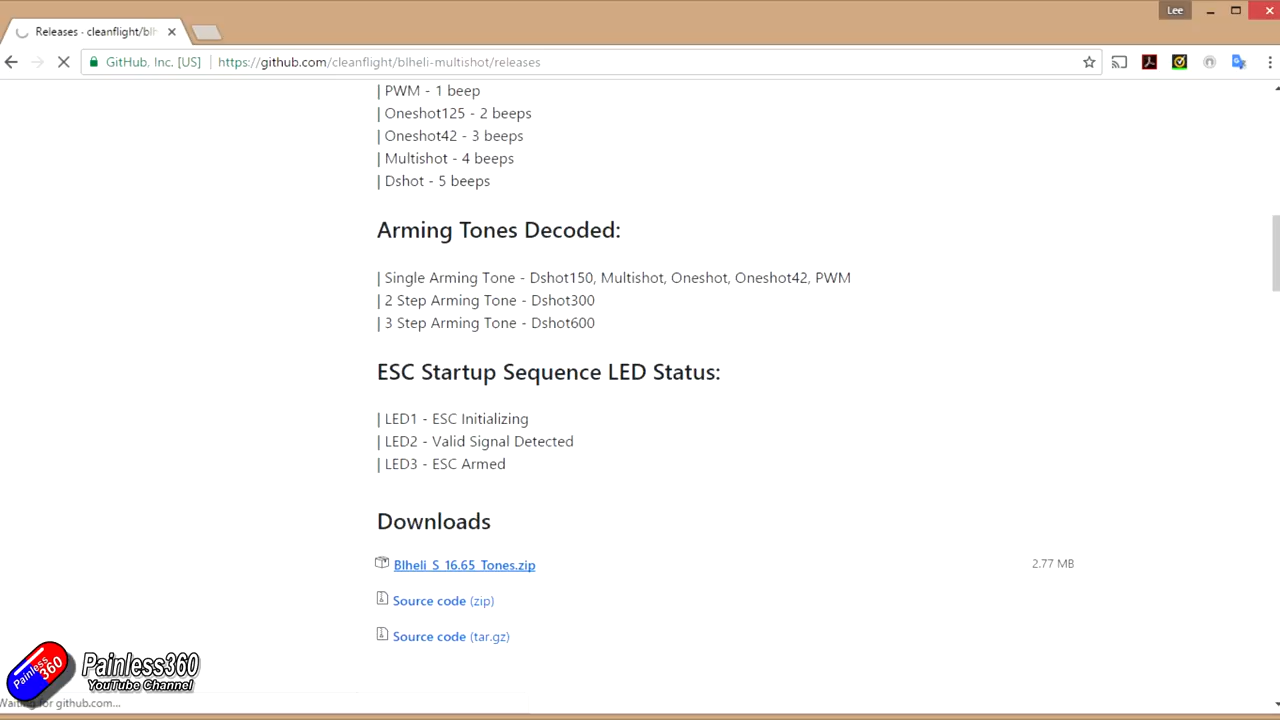 Lee
Releases · cleanflight/blh
GitHub, Inc. [US] | https://github.com/cleanflight/blheli-multishot/releases
| PWM - 1 beep
| Oneshot125 - 2 beeps
| Oneshot42 - 3 beeps
| Multishot - 4 beeps
| Dshot - 5 beeps
Arming Tones Decoded:
| Single Arming Tone - Dshot150, Multishot, Oneshot, Oneshot42, PWM
| 2 Step Arming Tone - Dshot300
| 3 Step Arming Tone - Dshot600
ESC Startup Sequence LED Status:
| LED1 - ESC Initializing
| LED2 - Valid Signal Detected
| LED3 - ESC Armed
Downloads
Blheli_S_16.65_Tones.zip 2.77 MB
Source code (zip)
Source code (tar.gz)
Painless360
Painless360
YouTube Channel
Waiting for github.com...